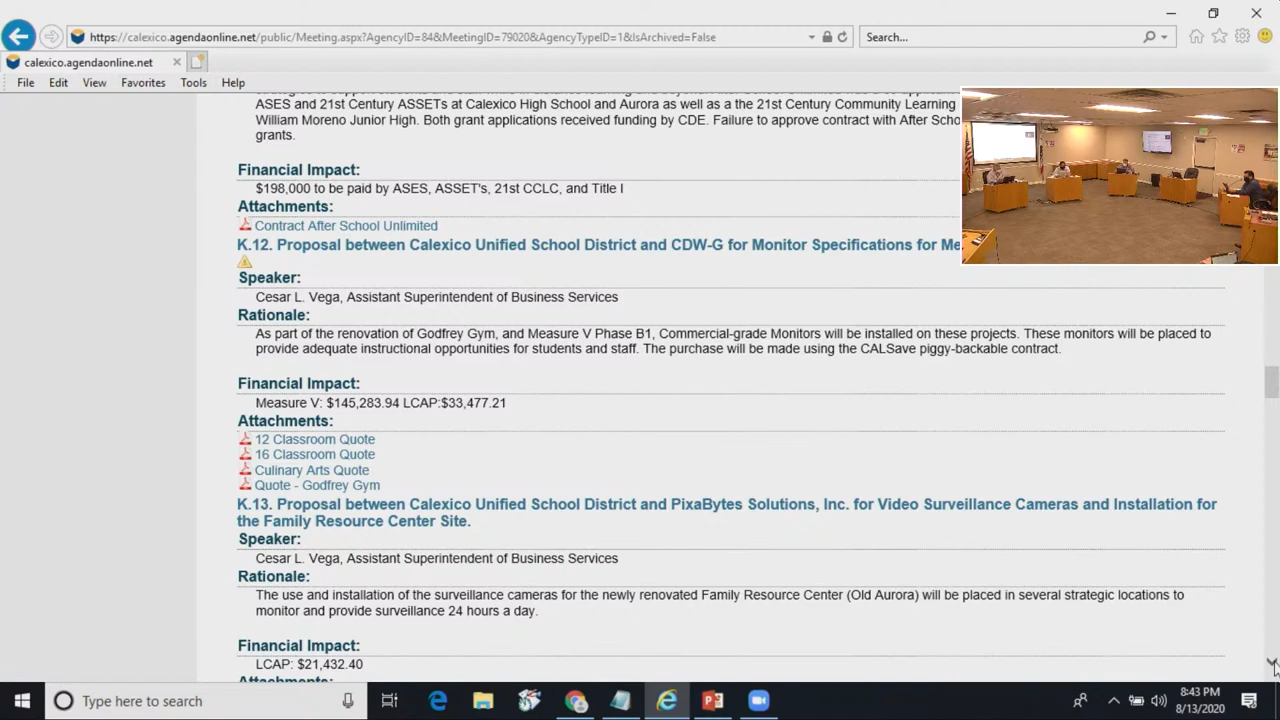 https://calexico.agendaonline.net/public/Meeting.aspx?AgencyID=84&MeetingID=79020&AgencyTypeID=1&IsArchived=False
Search...
calexico.agendaonline.net
File Edit View Favorites Tools Help
ASES and 21st Century ASSETs at Calexico High School and Aurora as well as a the 21st Century Community Learning
William Moreno Junior High. Both grant applications received funding by CDE. Failure to approve contract with After Scho
grants.
Financial Impact:
$198,000 to be paid by ASES, ASSET's, 21st CCLC, and Title I
Attachments:
Contract After School Unlimited
K.12. Proposal between Calexico Unified School District and CDW-G for Monitor Specifications for Me
Speaker:
Cesar L. Vega, Assistant Superintendent of Business Services
Rationale:
As part of the renovation of Godfrey Gym, and Measure V Phase B1, Commercial-grade Monitors will be installed on these projects. These monitors will be placed to
provide adequate instructional opportunities for students and staff. The purchase will be made using the CALSave piggy-backable contract.
Financial Impact:
Measure V: $145,283.94 LCAP:$33,477.21
Attachments:
12 Classroom Quote
16 Classroom Quote
Culinary Arts Quote
Quote - Godfrey Gym
K.13. Proposal between Calexico Unified School District and PixaBytes Solutions, Inc. for Video Surveillance Cameras and Installation for
the Family Resource Center Site.
Speaker:
Cesar L. Vega, Assistant Superintendent of Business Services
Rationale:
The use and installation of the surveillance cameras for the newly renovated Family Resource Center (Old Aurora) will be placed in several strategic locations to
monitor and provide surveillance 24 hours a day.
Financial Impact:
LCAP: $21,432.40
Attachments:
Type here to search
8:43 PM
8/13/2020